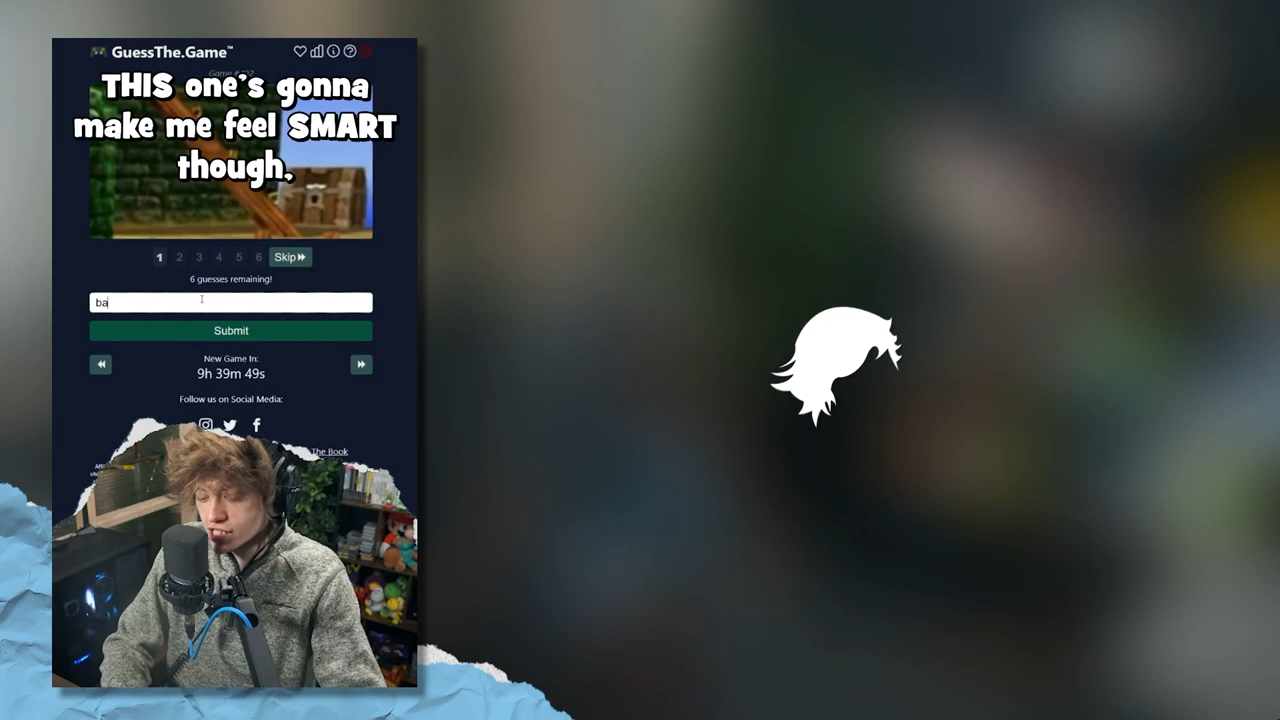 GuessThe.Game™
THIS one's gonna
make me feel SMART
though.
1 2 3 4 5 6 Skip
6 guesses remaining!
ba
Submit
New Game In:
9h 39m 49s
Follow us on Social Media:
The Book